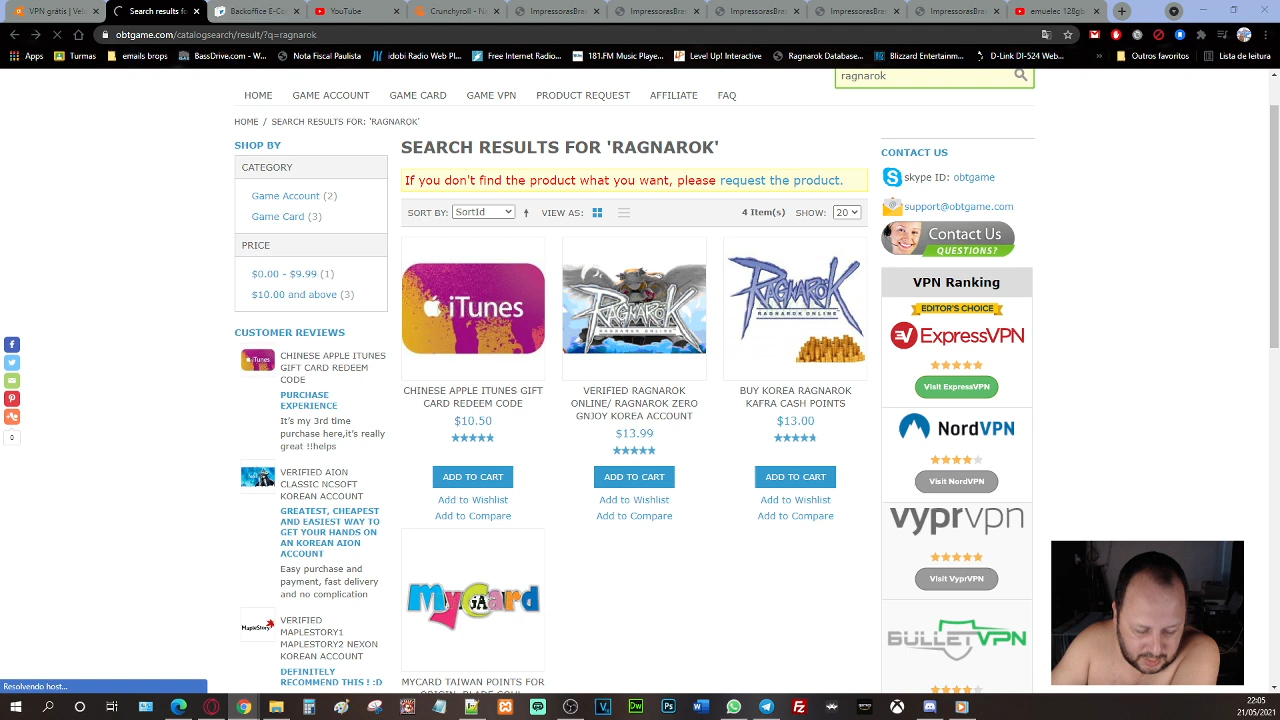 VPN Engli
Ripcordsoft -
YouTube
Crunchyroll - N
Ripcordsoft
Ripcordsoft
Ripcordsoft
Ripcordsoft
obtgame.com/catalogsearch/result/?q=ragnarok
Apps
Turmas
emails brops
BassDrive.com - "W...
Nota Fiscal Paulista
idobi Radio Web Pl...
Free Internet Radio...
181.FM Music Playe...
Level Up! Interactive
Ragnarok Database...
Blizzard Entertainm...
D-Link DI-524 Web...
»
Outros favoritos
Lista de leitura
ragnarok
HOME
GAME ACCOUNT
GAME CARD
GAME VPN
PRODUCT REQUEST
AFFILIATE
FAQ
HOME / SEARCH RESULTS FOR: 'RAGNAROK'
SHOP BY
CATEGORY
Game Account (2)
Game Card (3)
PRICE
$0.00 - $9.99 (1)
$10.00 and above (3)
CUSTOMER REVIEWS
iTunes
CHINESE APPLE ITUNES
GIFT CARD REDEEM
CODE
PURCHASE
EXPERIENCE
It's my 3rd time
purchase here,it's really
great !!helps
VERIFIED AION
CLASSIC NCSOFT
KOREAN ACCOUNT
GREATEST, CHEAPEST
AND EASIEST WAY TO
GET YOUR HANDS ON
AN KOREAN AION
ACCOUNT
Easy purchase and
payment, fast delivery
and no complication
MapleStory
VERIFIED
MAPLESTORY1
MAPLESTORY2 NEXON
KOREAN ACCOUNT
DEFINITELY
RECOMMEND THIS ! :D
0
SEARCH RESULTS FOR 'RAGNAROK'
If you don't find the product what you want, please request the product.
SORT BY: SortId
VIEW AS:
4 Item(s)
SHOW: 20
iTunes
CHINESE APPLE ITUNES GIFT
CARD REDEEM CODE
$10.50
ADD TO CART
Add to Wishlist
Add to Compare
RAGNAROK
RAGNAROK ONLINE
VERIFIED RAGNAROK
ONLINE/ RAGNAROK ZERO
GNJOY KOREA ACCOUNT
$13.99
ADD TO CART
Add to Wishlist
Add to Compare
RAGNAROK
RAGNAROK ONLINE
BUY KOREA RAGNAROK
KAFRA CASH POINTS
$13.00
ADD TO CART
Add to Wishlist
Add to Compare
MyCard
MYCARD TAIWAN POINTS FOR
CONTACT US
skype ID: obtgame
support@obtgame.com
Contact Us
QUESTIONS?
VPN Ranking
EDITOR'S CHOICE
ExpressVPN
Visit ExpressVPN
NordVPN
Visit NordVPN
vyprvpn
Visit VyprVPN
BULLETVPN
Resolvendo host...
22:05
21/05/2021